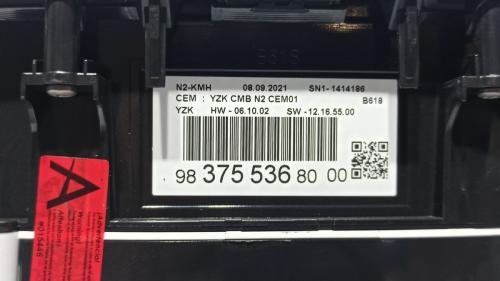 B618
N2-KMH 08.09.2021 SN1- 1414186
CEM : YZK CMB N2 CEM01 B618
YZK HW - 06.10.02 SW - 12.16.55.00
98 375 536 80 00
A
Warning!